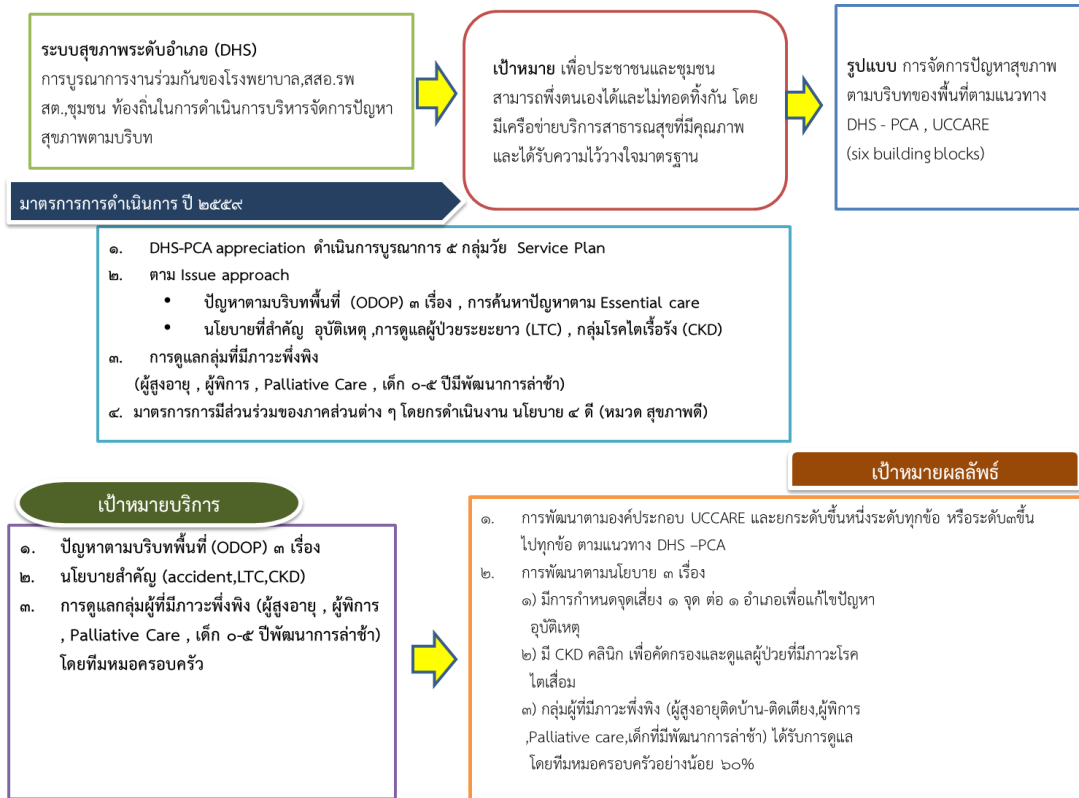 ระบบสุขภาพระดับอำเภอ (DHS)
การบูรณาการงานร่วมกันของโรงพยาบาล,สสอ.รพ
สต.,ชุมชน ท้องถิ่นในการดำเนินการบริหารจัดการปัญหา
สุขภาพตามบริบท
เป้าหมาย เพื่อประชาชนและชุมชน
สามารถพึ่งตนเองได้และไม่ทอดทิ้งกัน โดย
มีเครือข่ายบริการสาธารณสุขที่มีคุณภาพ
และได้รับความไว้วางใจมาตรฐาน
รูปแบบ การจัดการปัญหาสุขภาพ
ตามบริบทของพื้นที่ตามแนวทาง
DHS - PCA , UCCARE
(six building blocks)
มาตรการการดำเนินการ ปี ๒๕๕๙
๑. DHS-PCA appreciation ดำเนินการบูรณาการ ๕ กลุ่มวัย Service Plan
๒. ตาม Issue approach
• ปัญหาตามบริบทพื้นที่ (ODOP) ๓ เรื่อง , การค้นหาปัญหาตาม Essential care
• นโยบายที่สำคัญ อุบัติเหตุ ,การดูแลผู้ป่วยระยะยาว (LTC) , กลุ่มโรคไตเรื้อรัง (CKD)
๓. การดูแลกลุ่มที่มีภาวะพึ่งพิง
(ผู้สูงอายุ , ผู้พิการ , Palliative Care , เด็ก ๐-๕ ปีมีพัฒนาการล่าช้า)
๔. มาตรการการมีส่วนร่วมของภาคส่วนต่าง ๆ โดยกรดำเนินงาน นโยบาย ๔ ดี (หมวด สุขภาพดี)
เป้าหมายบริการ
๑. ปัญหาตามบริบทพื้นที่ (ODOP) ๓ เรื่อง
๒. นโยบายสำคัญ (accident,LTC,CKD)
๓. การดูแลกลุ่มผู้ที่มีภาวะพึ่งพิง (ผู้สูงอายุ , ผู้พิการ
, Palliative Care , เด็ก ๐-๕ ปีพัฒนาการล่าช้า)
โดยทีมหมอครอบครัว
เป้าหมายผลลัพธ์
๑. การพัฒนาตามองค์ประกอบ UCCARE และยกระดับขึ้นหนึ่งระดับทุกข้อ หรือระดับ๓ขึ้น
ไปทุกข้อ ตามแนวทาง DHS –PCA
๒. การพัฒนาตามนโยบาย ๓ เรื่อง
๑) มีการกำหนดจุดเสี่ยง ๑ จุด ต่อ ๑ อำเภอเพื่อแก้ไขปัญหา
อุบัติเหตุ
๒) มี CKD คลินิก เพื่อคัดกรองและดูแลผู้ป่วยที่มีภาวะโรค
ไตเสื่อม
๓) กลุ่มผู้ที่มีภาวะพึ่งพิง (ผู้สูงอายุติดบ้าน-ติดเตียง,ผู้พิการ
,Palliative care,เด็กที่มีพัฒนาการล่าช้า) ได้รับการดูแล
โดยทีมหมอครอบครัวอย่างน้อย ๖๐%